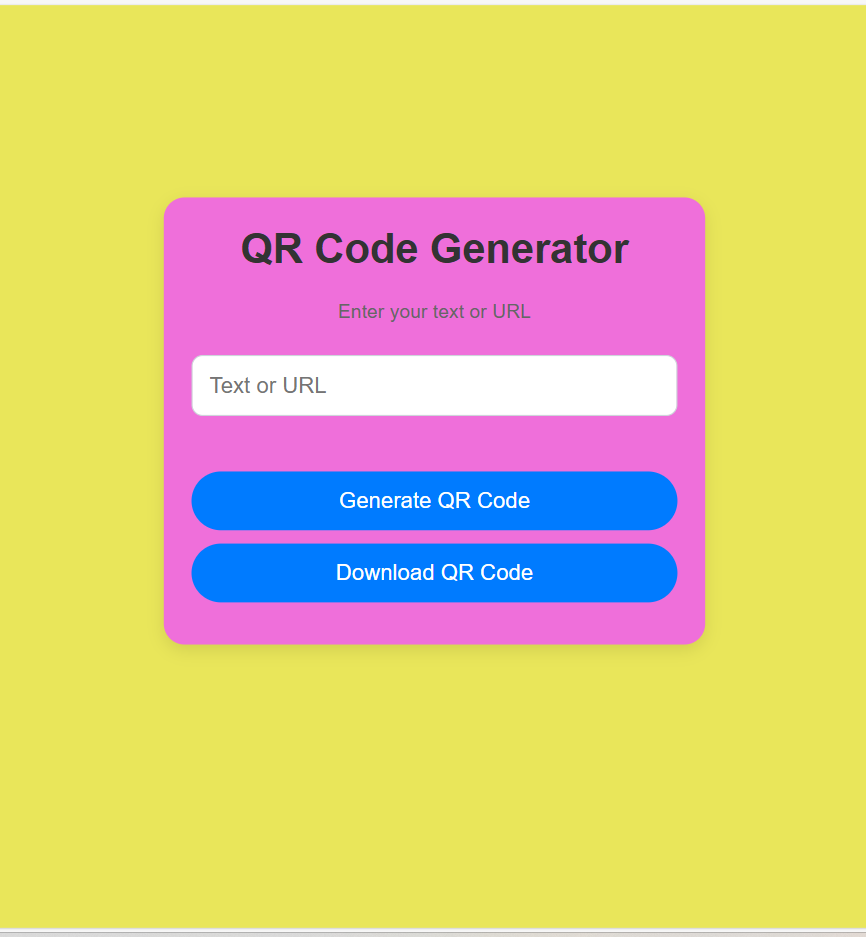 QR Code Generator
Enter your text or URL
Text or URL
Generate QR Code
Download QR Code